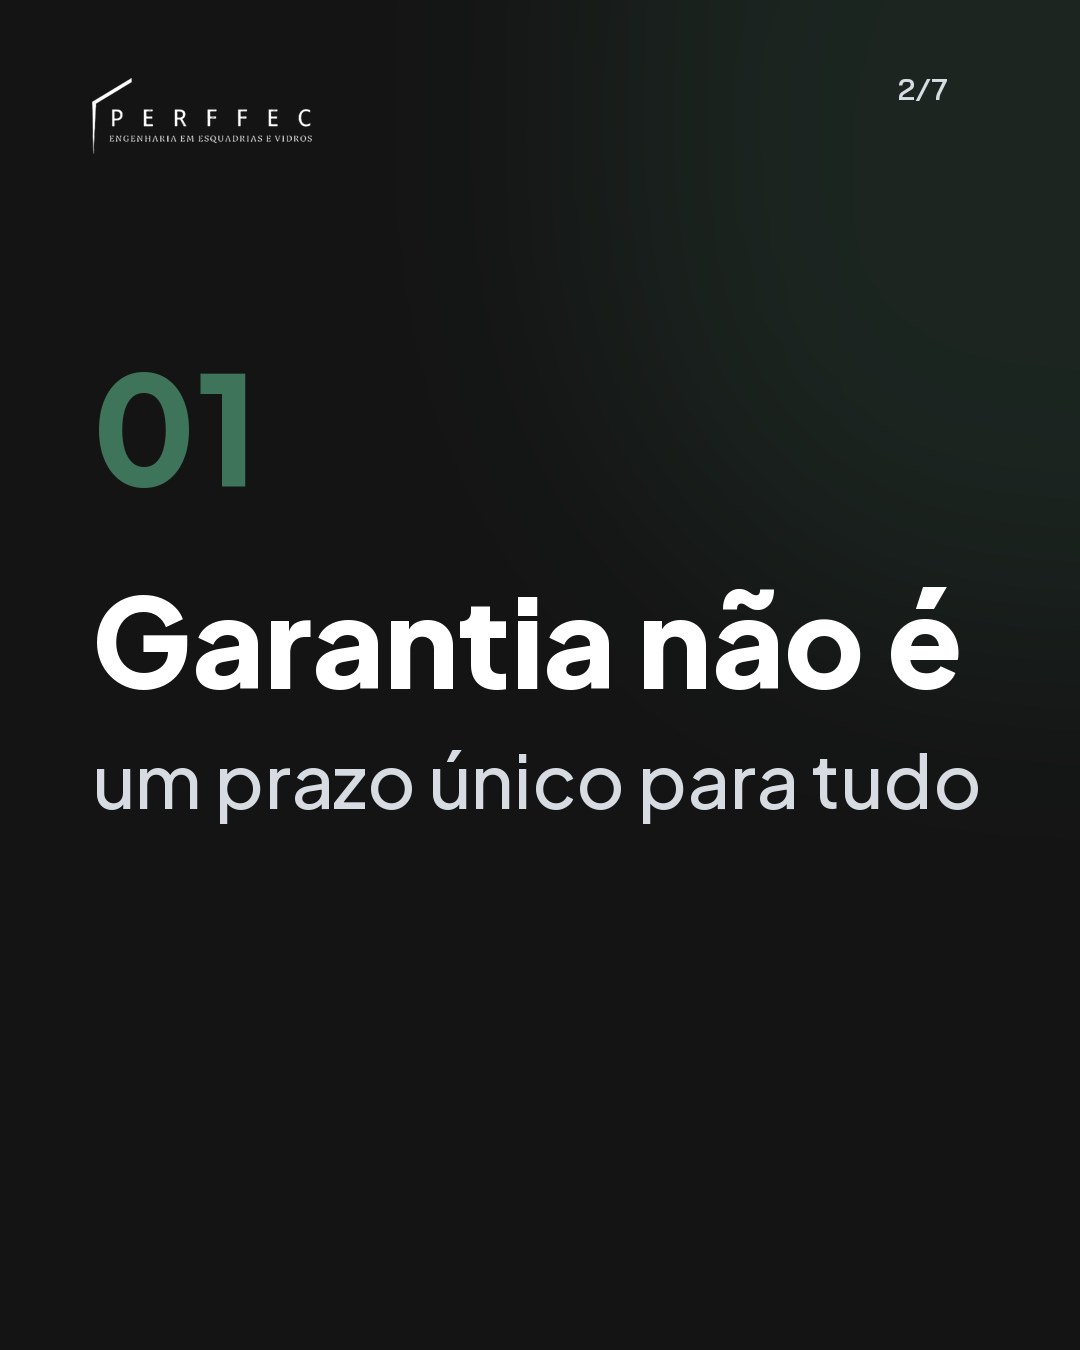 PERFFEC
ENGENHARIA EM ESQUADRIAS E VIDROS
2/7
01
Garantia não é
um prazo único para tudo